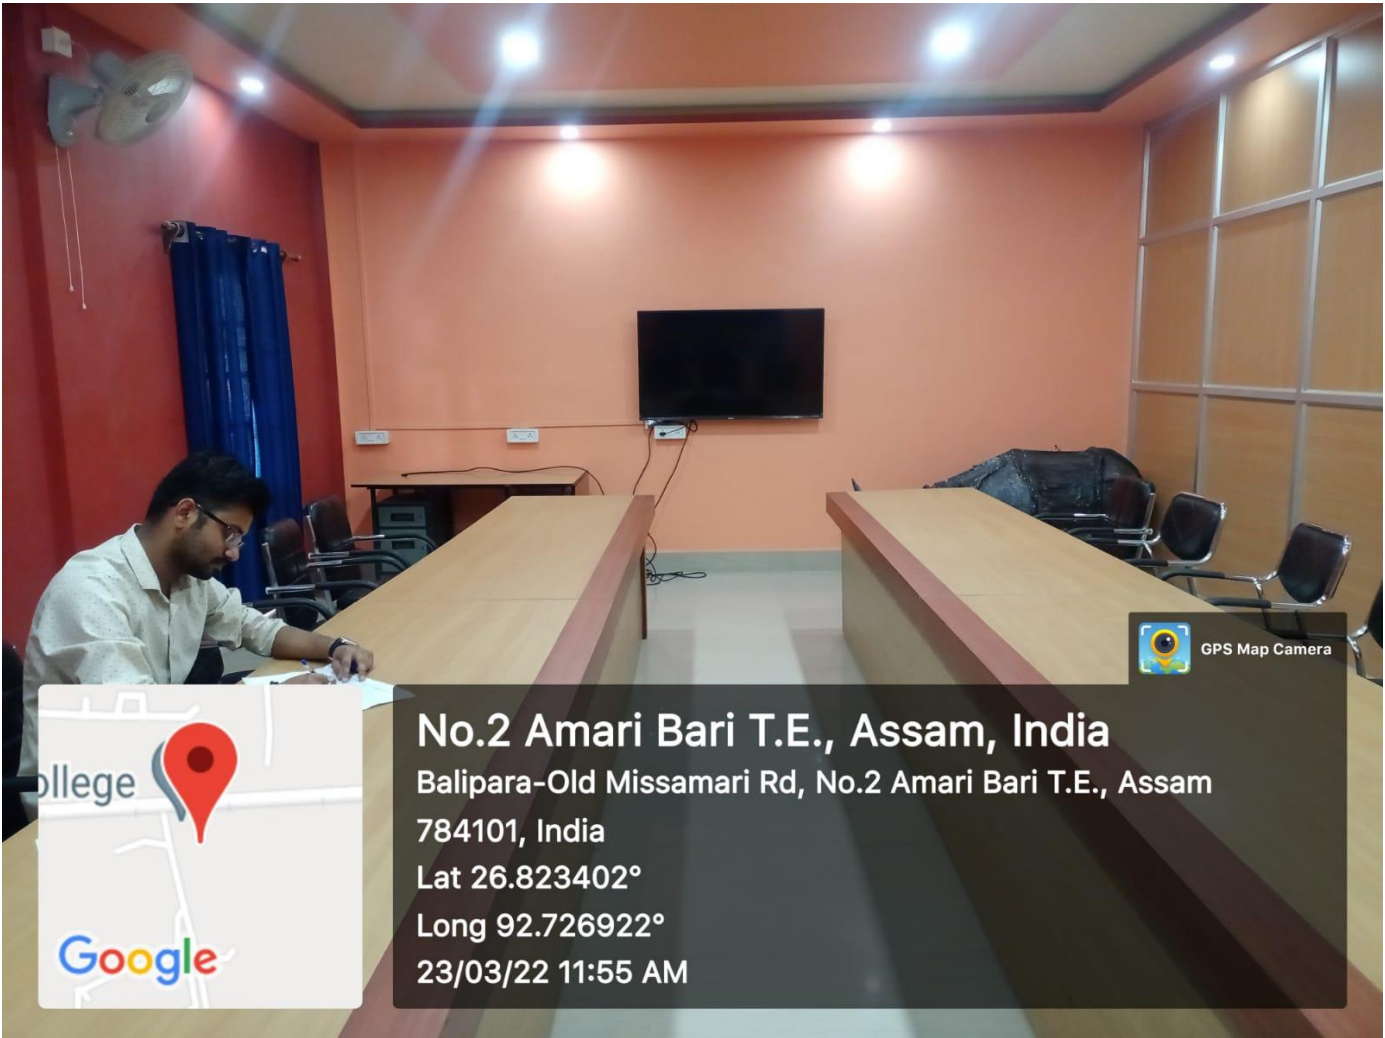 GPS Map Camera
ollege
Google
No.2 Amari Bari T.E., Assam, India
Balipara-Old Missamari Rd, No.2 Amari Bari T.E., Assam
784101, India
Lat 26.823402°
Long 92.726922°
23/03/22 11:55 AM